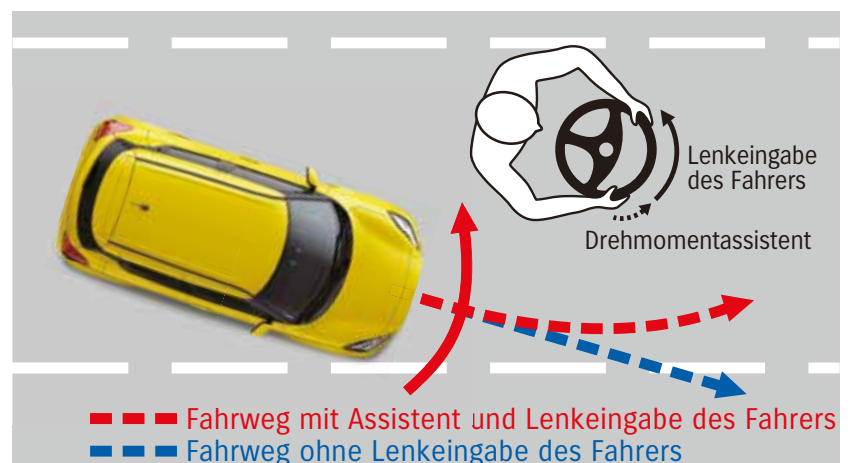 Lenkeingabe
des Fahrers
Drehmomentassistent
Fahrweg mit Assistent und Lenkeingabe des Fahrers
Fahrweg ohne Lenkeingabe des Fahrers